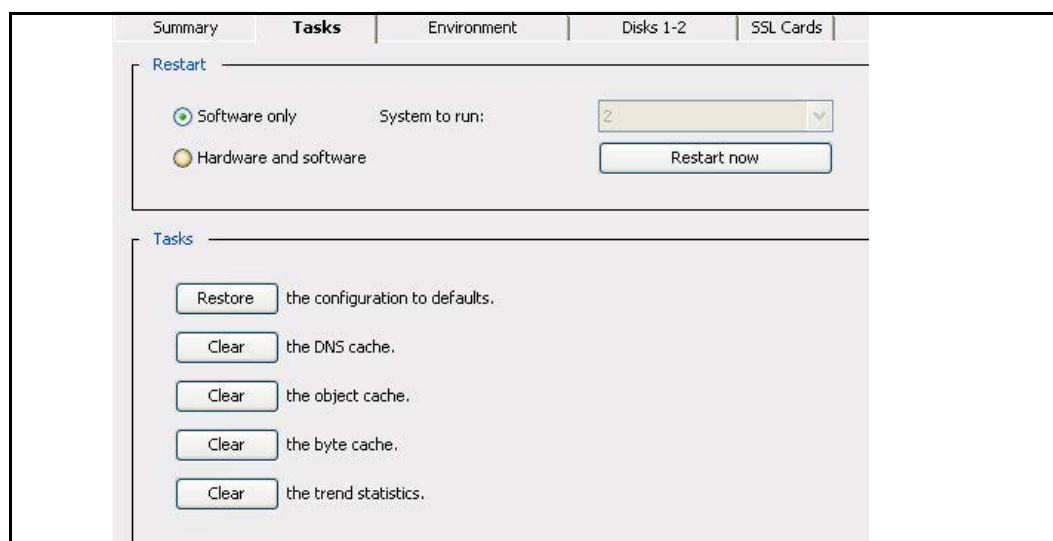 Summary Tasks Environment Disks 1-2 SSL Cards
Restart
Software only System to run: 2
Hardware and software Restart now
Tasks
Restore the configuration to defaults.
Clear the DNS cache.
Clear the object cache.
Clear the byte cache.
Clear the trend statistics.